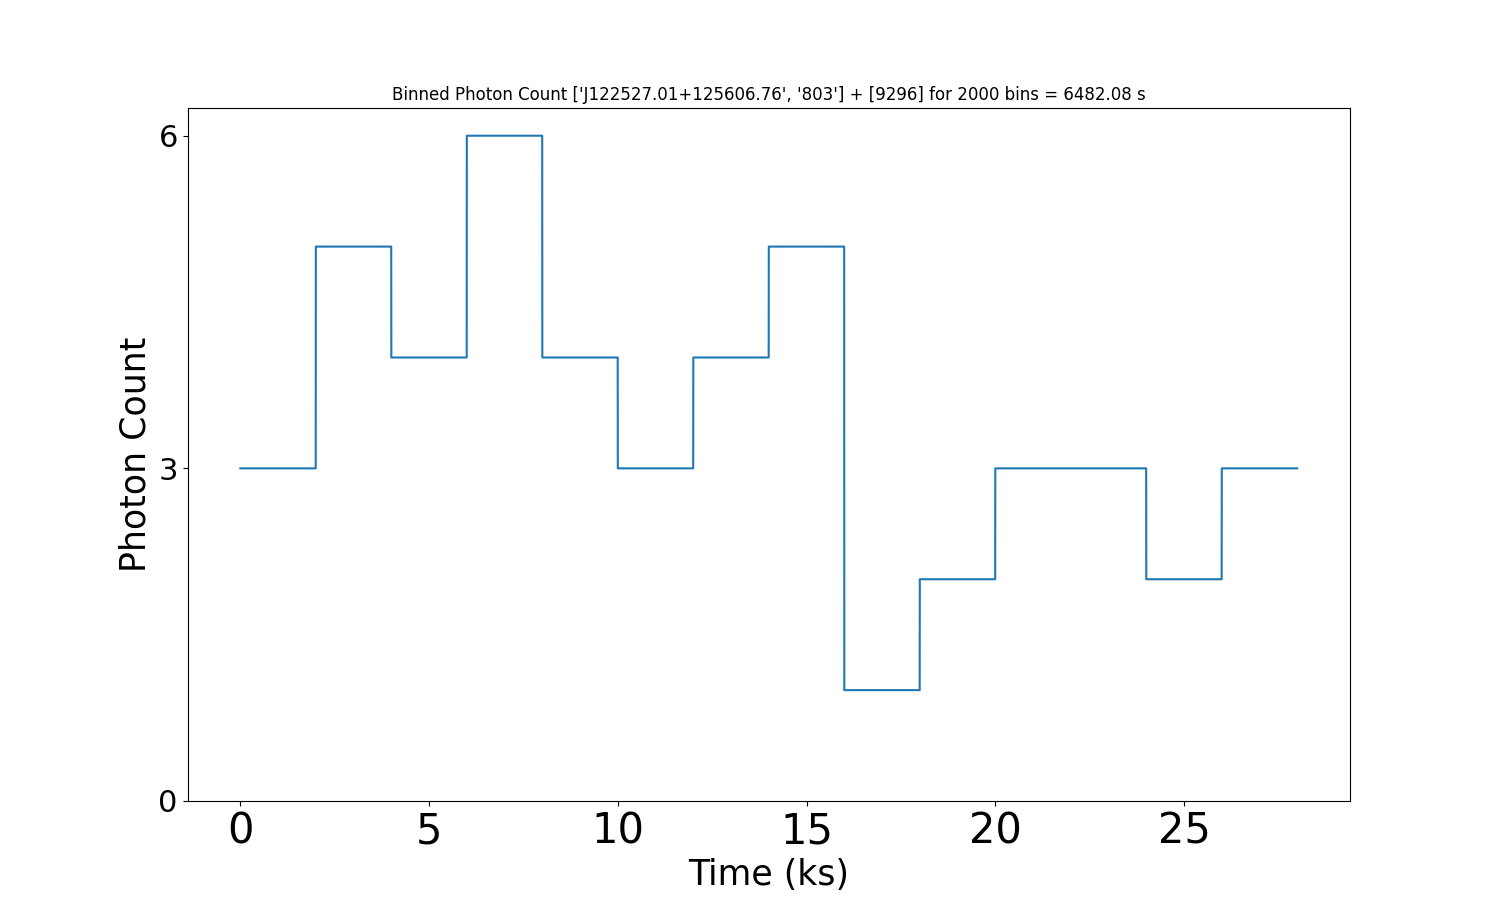 Binned Photon Count ['J122527.01+125606.76', '803'] + [9296] for 2000 bins = 6482.08 s
6
3
0
Photon Count
0 5 10 15 20 25
Time (ks)